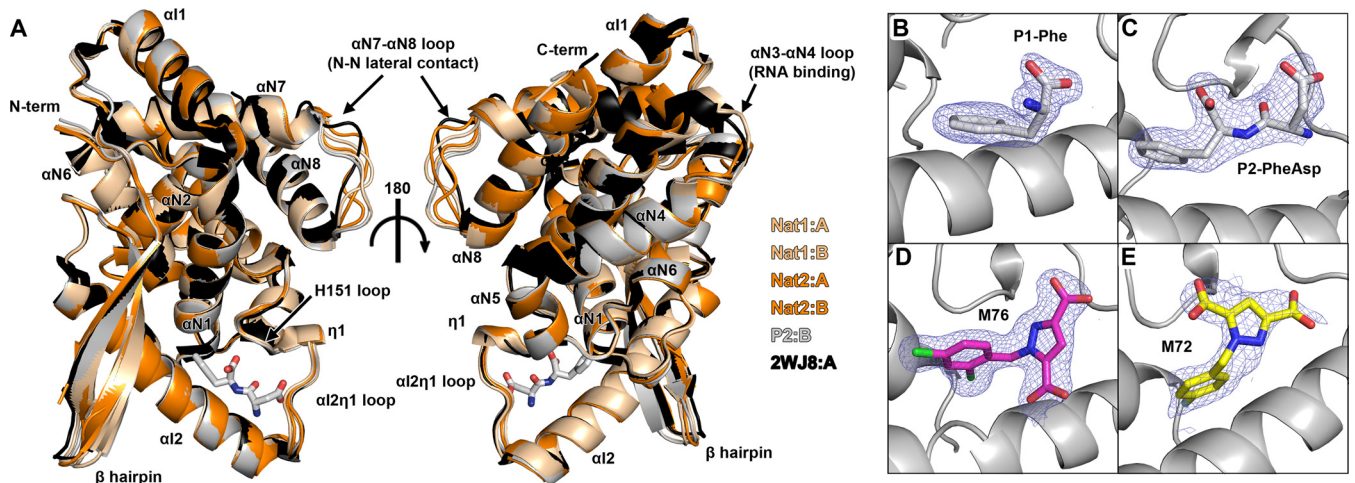 A
αI1
αN7-αN8 loop
(N-N lateral contact)
αN7
N-term
αN6
αN2
αN8
H151 loop
αN1
η1
αI2η1 loop
αI2
β hairpin
180
C-term
αI1
αN3-αN4 loop
(RNA binding)
αN8
αN4
αN6
αN5
αN1
η1
αI2η1 loop
αI2
β hairpin
Nat1:A
Nat1:B
Nat2:A
Nat2:B
P2:B
2WJ8:A
B
P1-Phe
C
P2-PheAsp
D
M76
E
M72